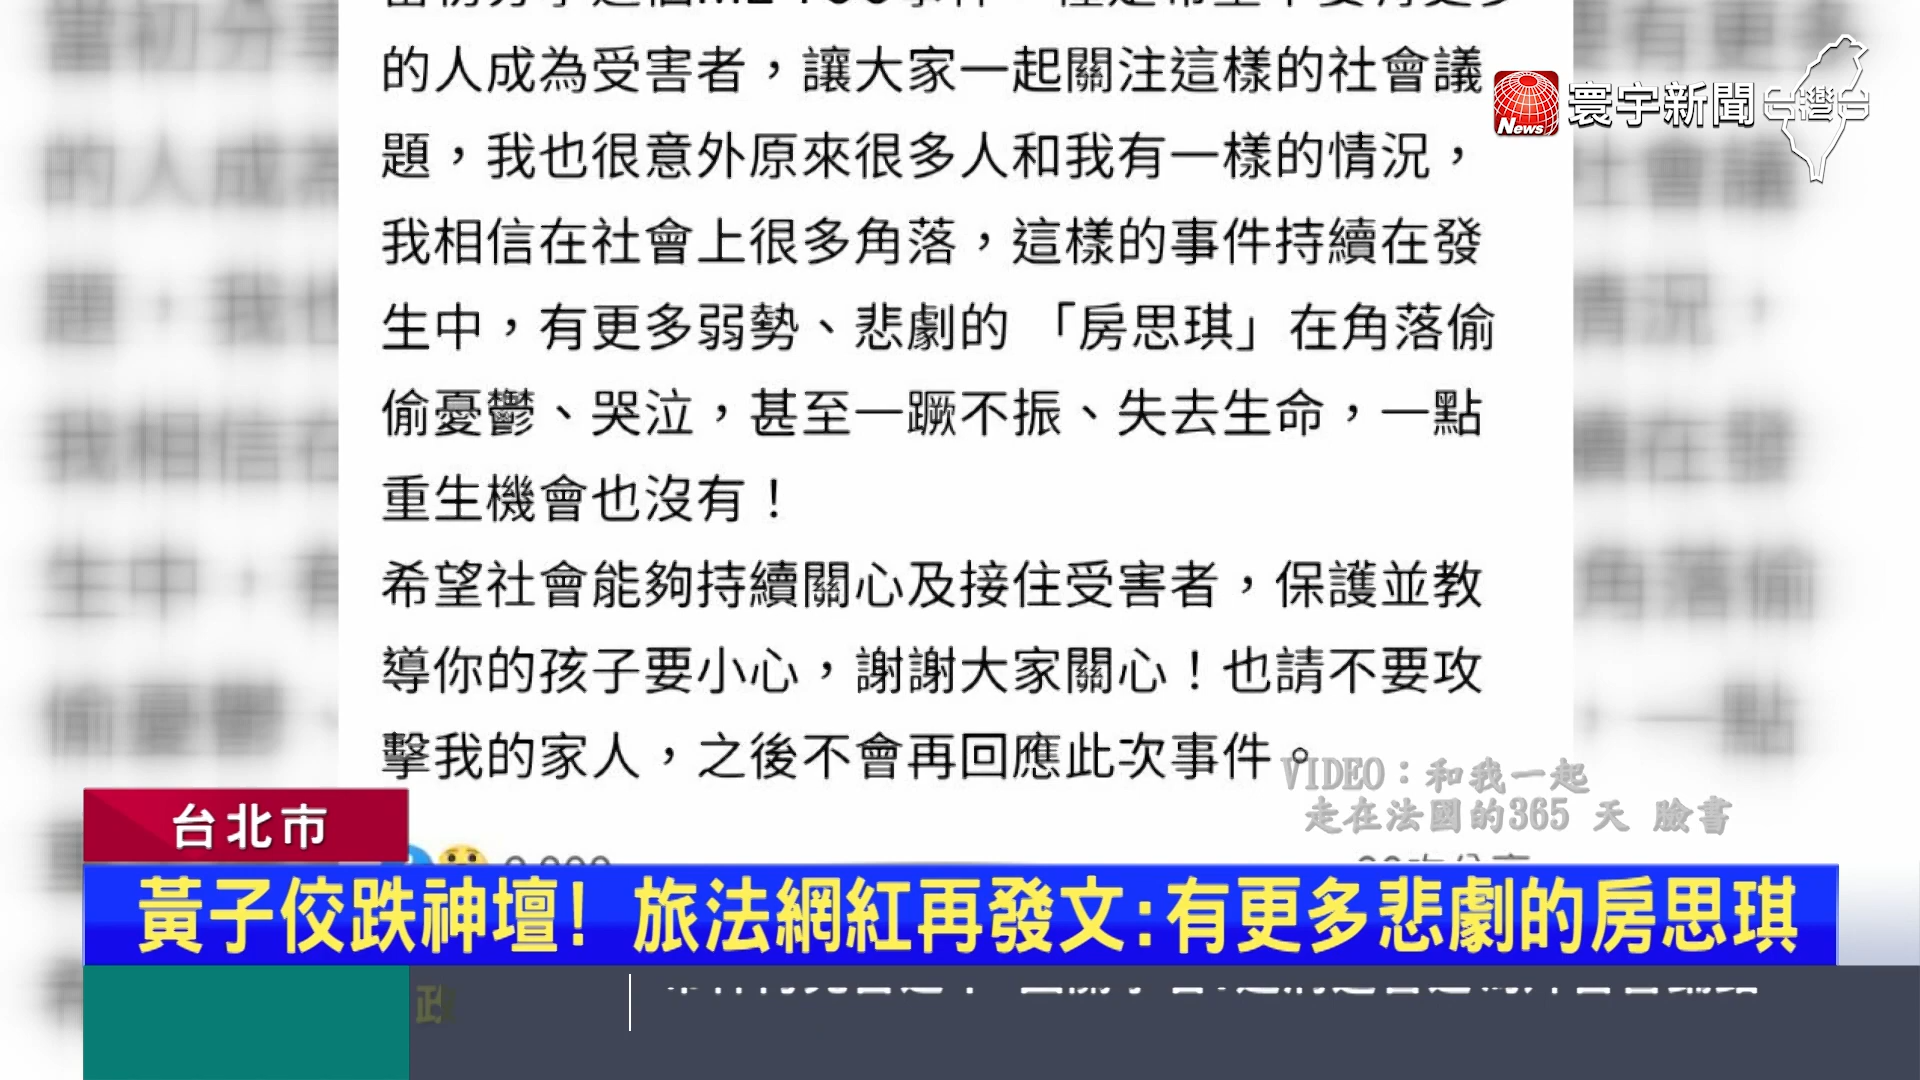 的人成為受害者，讓大家一起關注這樣的社會議
題，我也很意外原來很多人和我有一樣的情況，
我相信在社會上很多角落，這樣的事件持續在發
生中，有更多弱勢、悲劇的「房思琪」在角落偷
偷憂鬱、哭泣，甚至一蹶不振、失去生命，一點
重生機會也沒有！
希望社會能夠持續關心及接住受害者，保護並教
導你的孩子要小心，謝謝大家關心！也請不要攻
擊我的家人，之後不會再回應此次事件。
News
寰宇新聞
台灣
VIDEO：和我一起
走在法國的365 天 臉書
台北市
黃子佼跌神壇! 旅法網紅再發文:有更多悲劇的房思琪
政